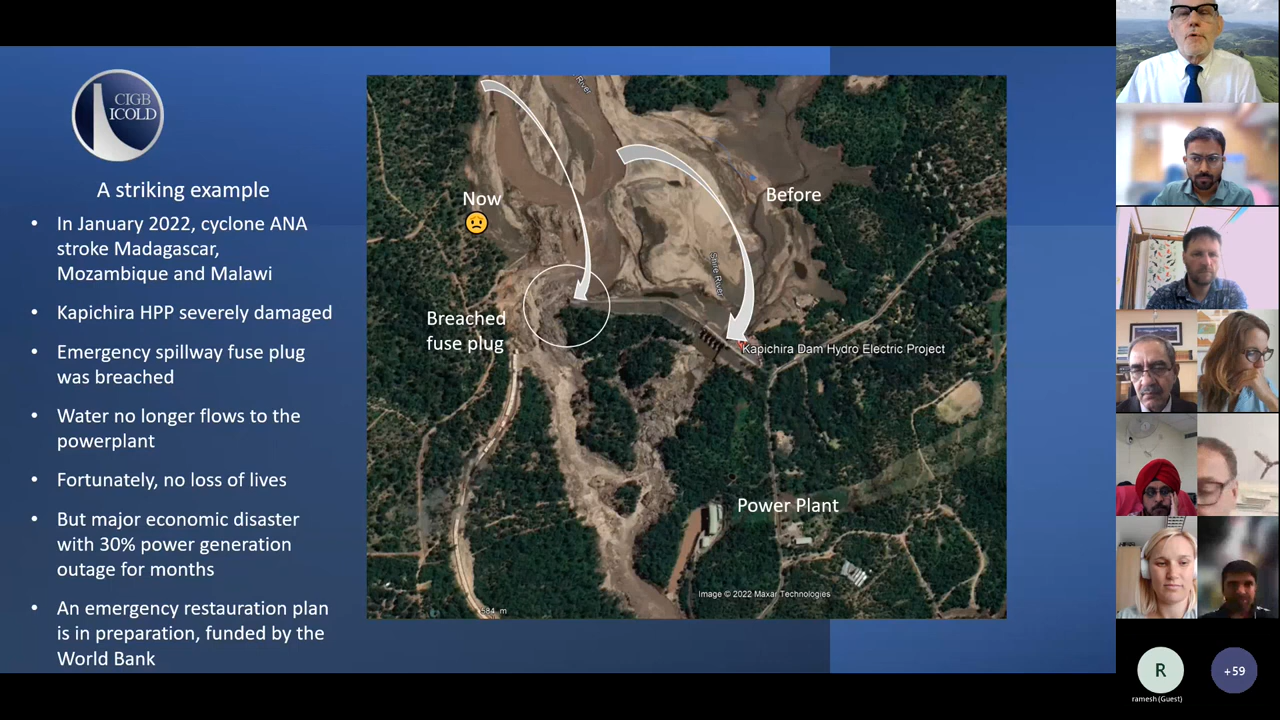 CIGB
ICOLD
A striking example
• In January 2022, cyclone ANA
stroke Madagascar,
Mozambique and Malawi
• Kapichira HPP severely damaged
• Emergency spillway fuse plug
was breached
• Water no longer flows to the
powerplant
• Fortunately, no loss of lives
• But major economic disaster
with 30% power generation
outage for months
• An emergency restauration plan
is in preparation, funded by the
World Bank
River
Now
Before
Shire River
Breached
fuse plug
Kapichira Dam Hydro Electric Project
Power Plant
Image © 2022 Maxar Technologies
R
+59
ramesh (Guest)